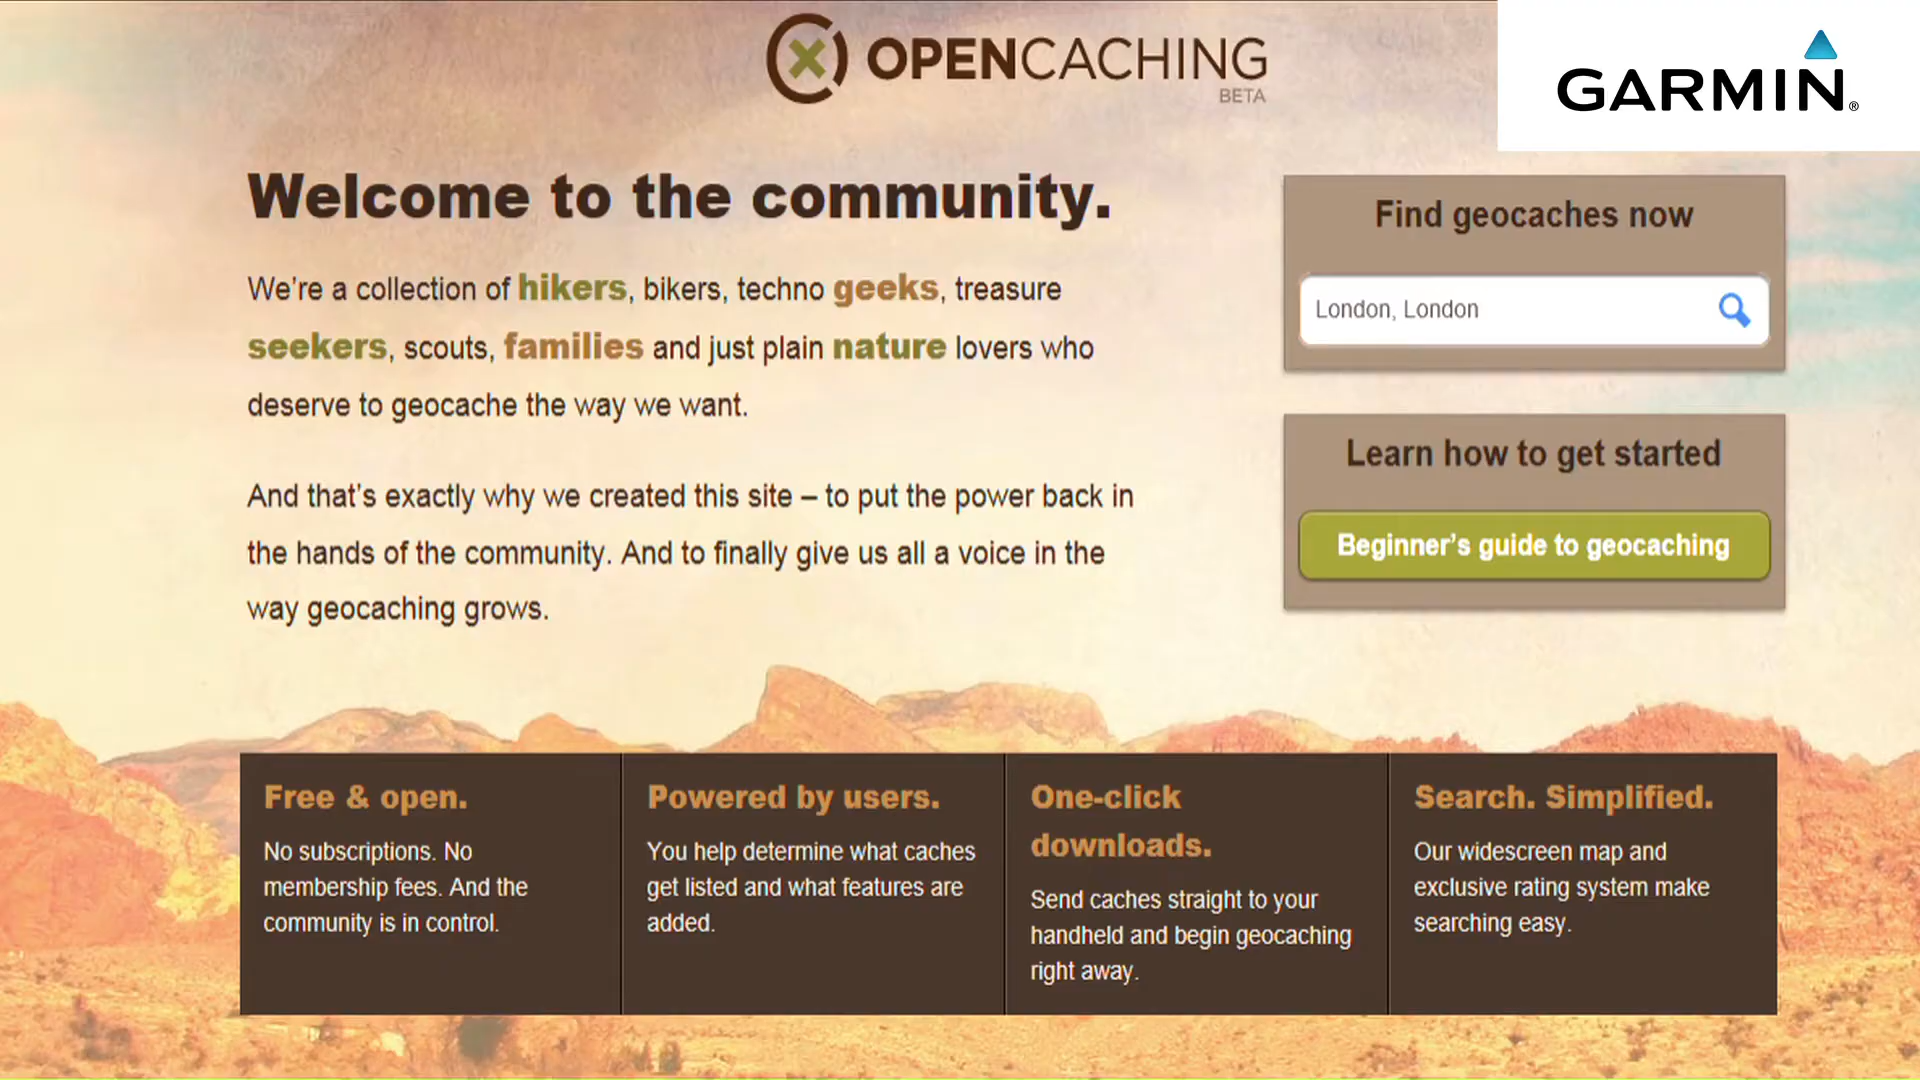 OPENCACHING
BETA
GARMIN®
Welcome to the community.
We're a collection of hikers, bikers, techno geeks, treasure
seekers, scouts, families and just plain nature lovers who
deserve to geocache the way we want.
And that's exactly why we created this site – to put the power back in
the hands of the community. And to finally give us all a voice in the
way geocaching grows.
Find geocaches now
London, London
Learn how to get started
Beginner's guide to geocaching
Free & open.
No subscriptions. No
membership fees. And the
community is in control.
Powered by users.
You help determine what caches
get listed and what features are
added.
One-click
downloads.
Send caches straight to your
handheld and begin geocaching
right away.
Search. Simplified.
Our widescreen map and
exclusive rating system make
searching easy.